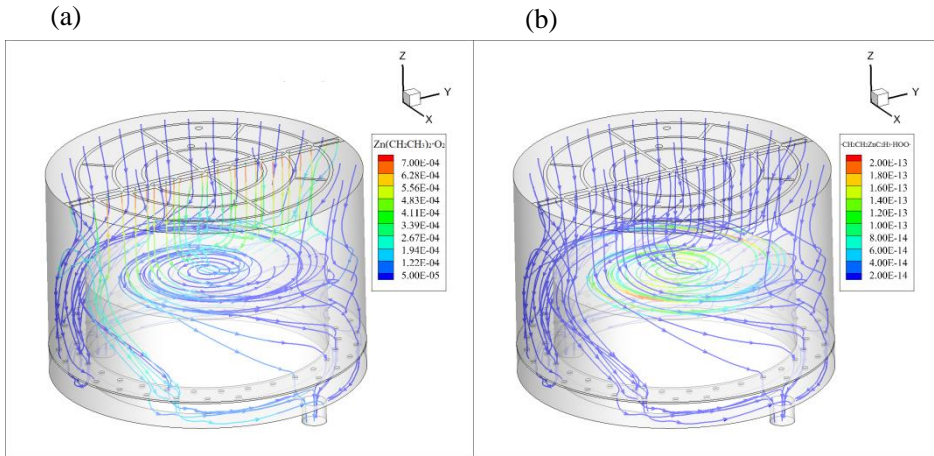 (a)
(b)
Z
Y
X
Zn(CH2CH3)2-O2
7.00E-04
6.28E-04
5.56E-04
4.83E-04
4.11E-04
3.39E-04
2.67E-04
1.94E-04
1.22E-04
5.00E-05
Z
Y
X
2.00E-13
1.80E-13
1.60E-13
1.40E-13
1.20E-13
1.00E-13
8.00E-14
6.00E-14
4.00E-14
2.00E-14